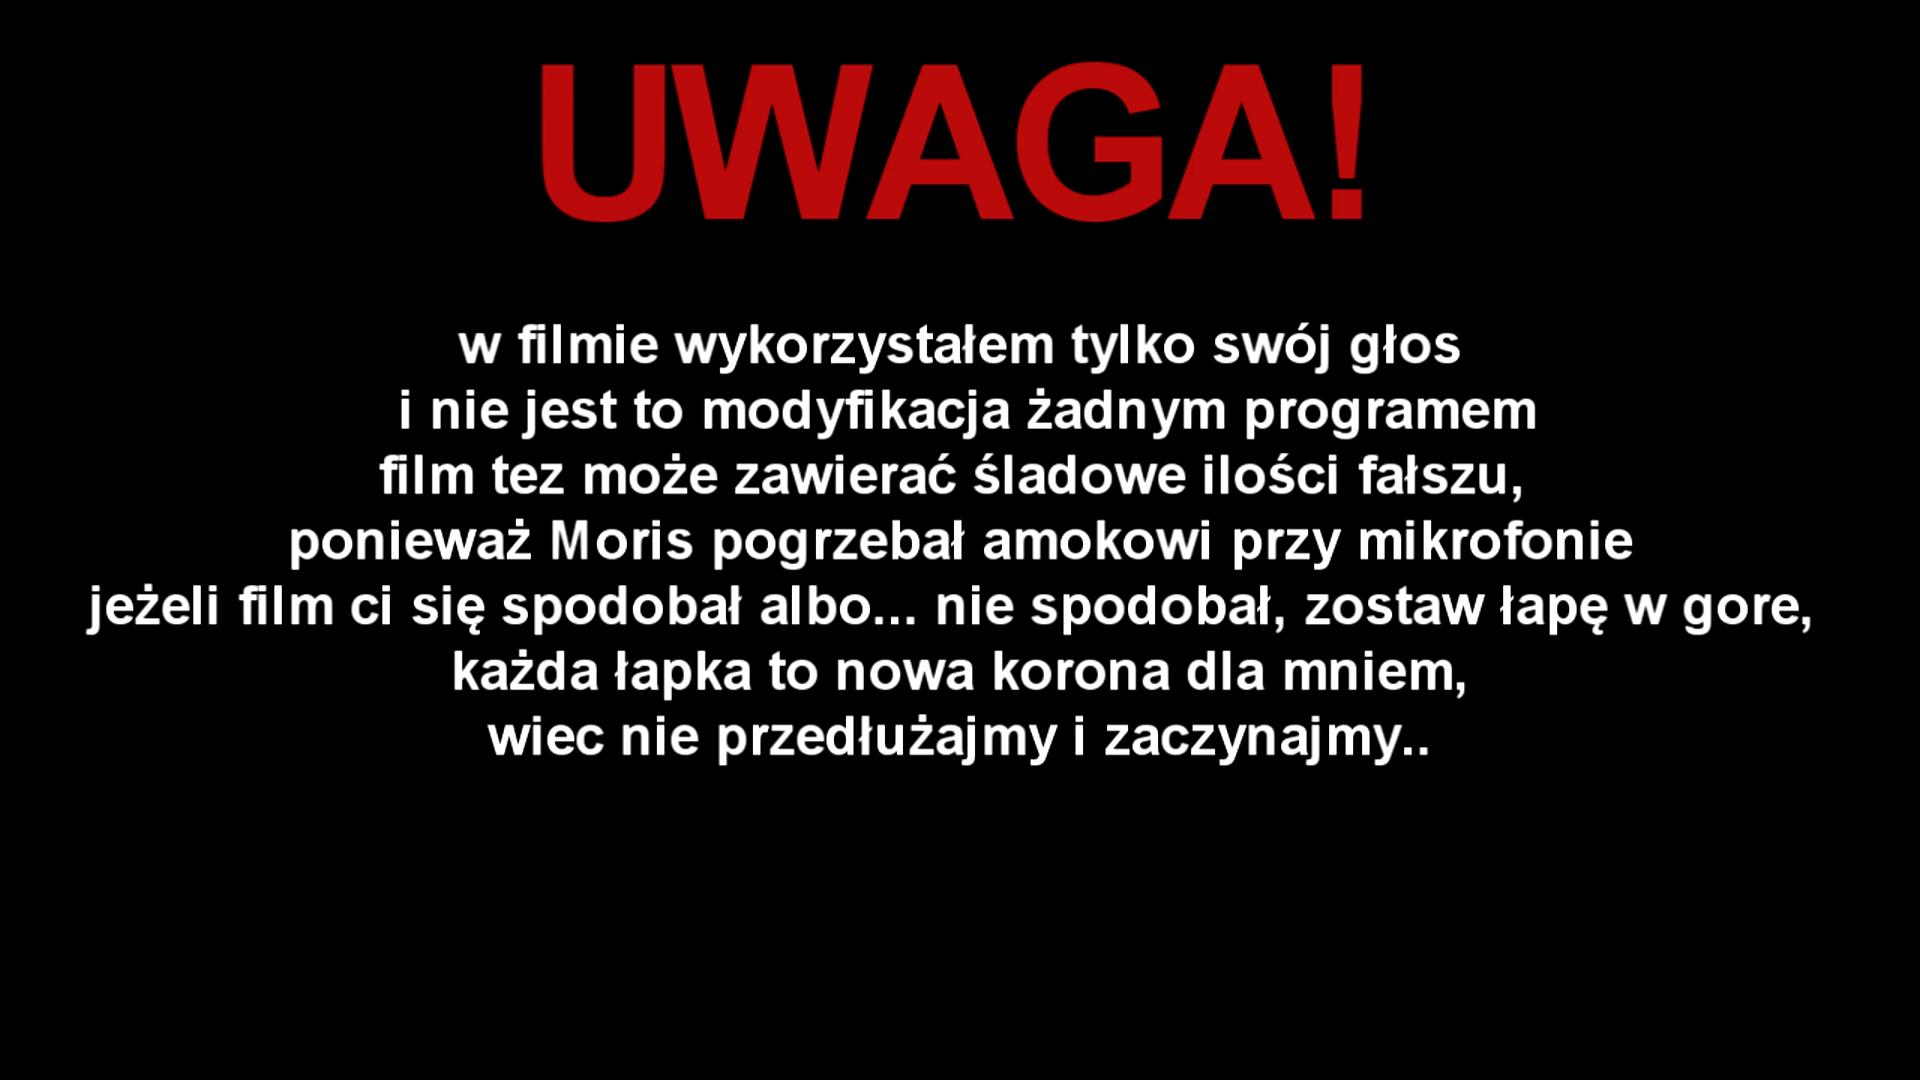 UWAGA!
w filmie wykorzystałem tylko swój głos
i nie jest to modyfikacja żadnym programem
film tez może zawierać śladowe ilości fałszu,
ponieważ Moris pogrzebał amokowi przy mikrofonie
jeżeli film ci się spodobał albo... nie spodobał, zostaw łapę w gore,
każda łapka to nowa korona dla mniem,
wiec nie przedłużajmy i zaczynajmy..